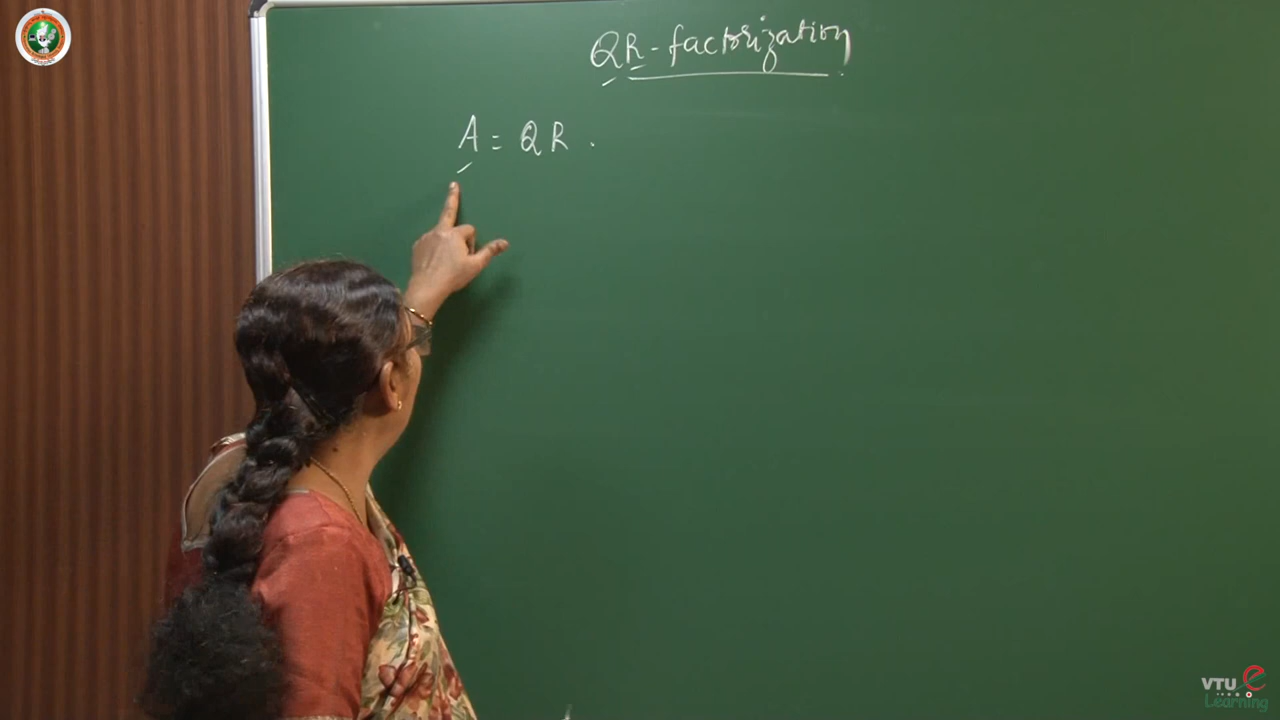 QR - factorization
A = QR .
VTU e
Learning